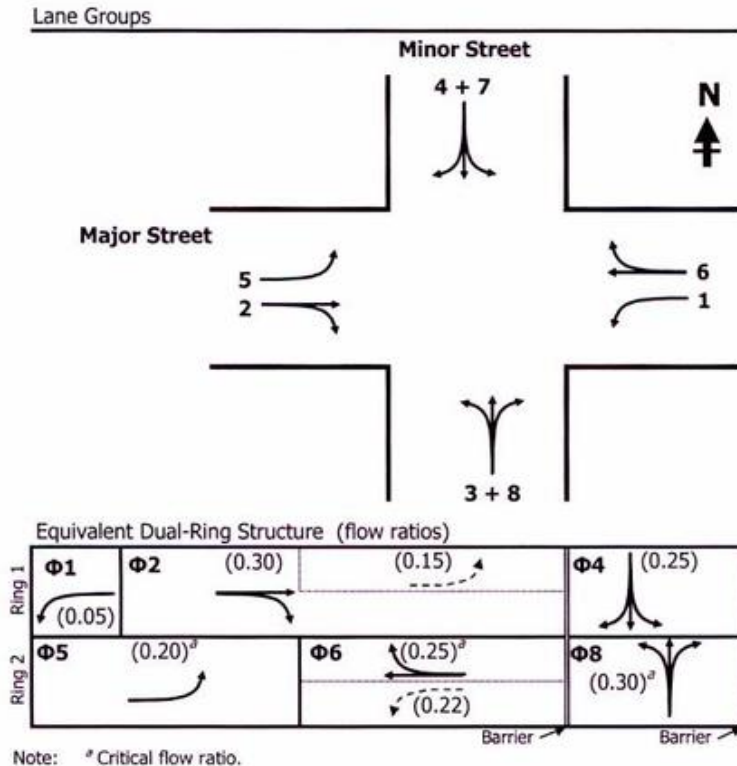 Lane Groups
Minor Street
4 + 7
N
Major Street
5
6
2
1
3 + 8
Equivalent Dual-Ring Structure (flow ratios)
Ring 1
Φ1
Φ2
(0.30)
(0.15)
Φ4
(0.25)
(0.05)
Ring 2
Φ5
(0.20)a
Φ6
(0.25)a
Φ8
(0.30)a
(0.22)
Barrier
Barrier
Note: a Critical flow ratio.